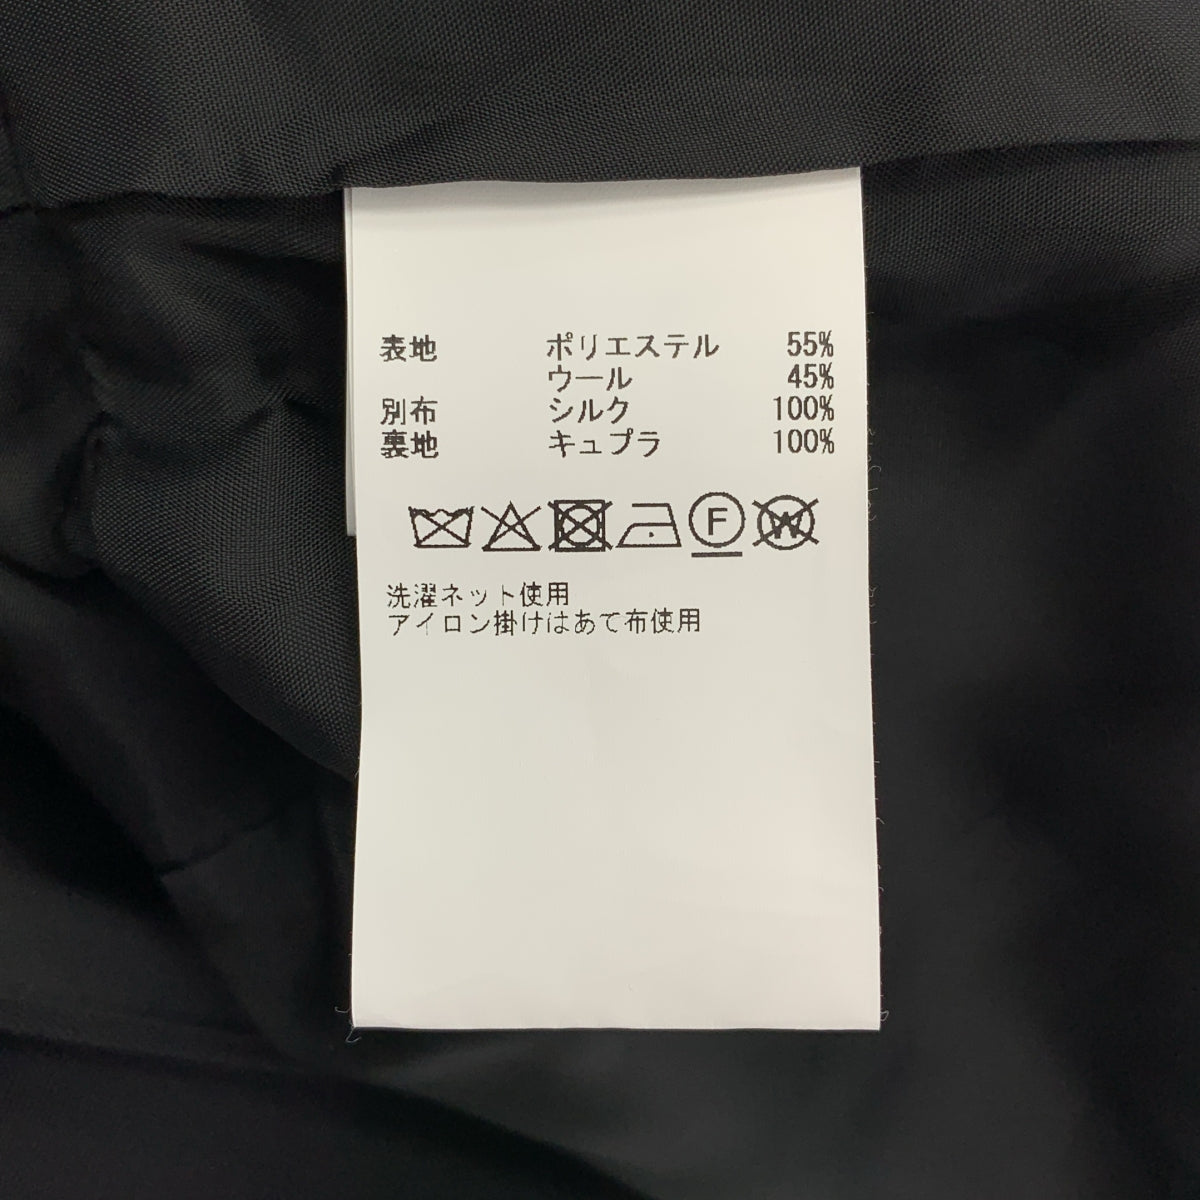 表地 ポリエステル 55%
ウール 45%
別布 シルク 100%
裏地 キュプラ 100%
F W
洗濯ネット使用
アイロン掛けはあて布使用